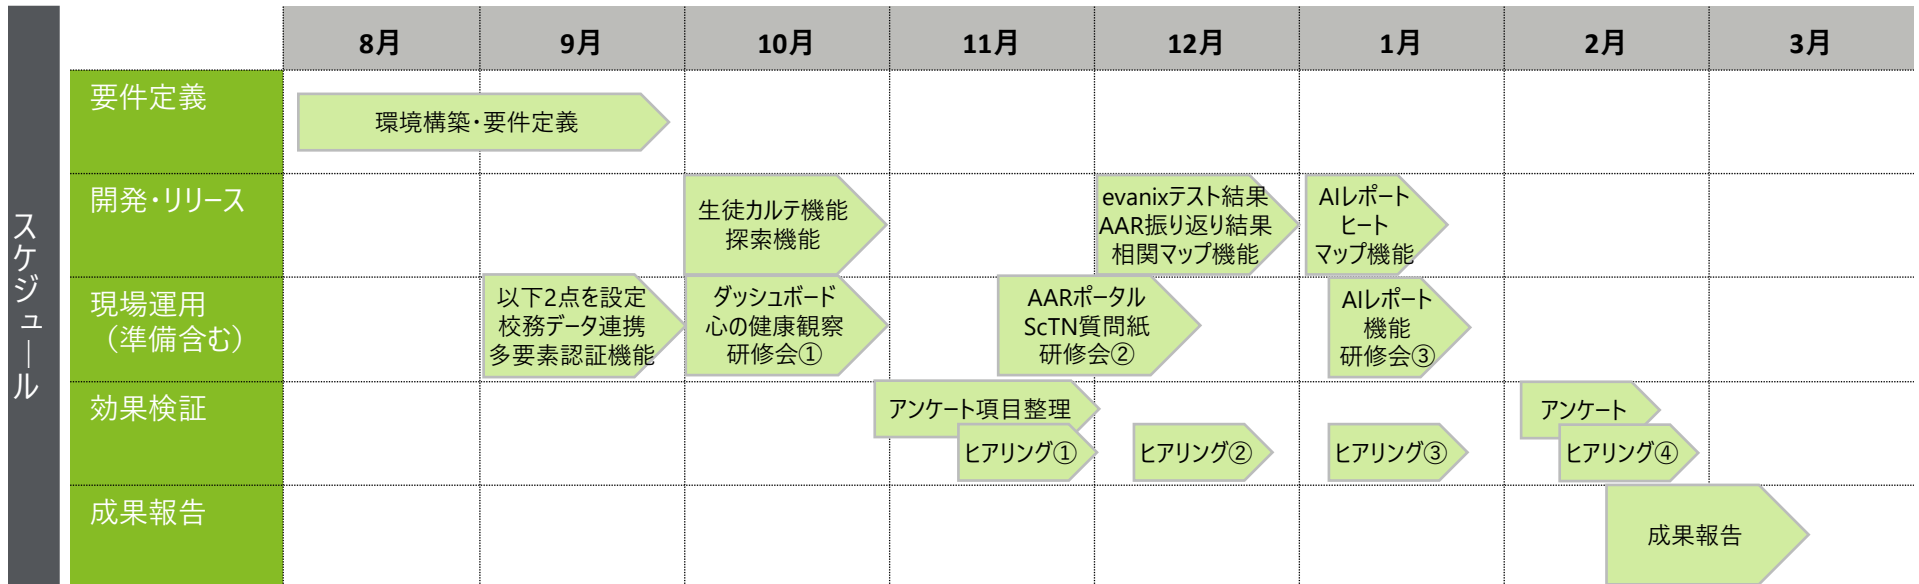 スケジュール
8月
9月
10月
11月
12月
1月
2月
3月
要件定義
環境構築・要件定義
開発・リリース
生徒カルテ機能
探索機能
evanixテスト結果
AAR振り返り結果
相関マップ機能
AIレポート
ヒート
マップ機能
現場運用
（準備含む）
以下2点を設定
校務データ連携
多要素認証機能
ダッシュボード
心の健康観察
研修会①
AARポータル
ScTN質問紙
研修会②
AIレポート
機能
研修会③
効果検証
アンケート項目整理
ヒアリング①
ヒアリング②
ヒアリング③
アンケート
ヒアリング④
成果報告
成果報告